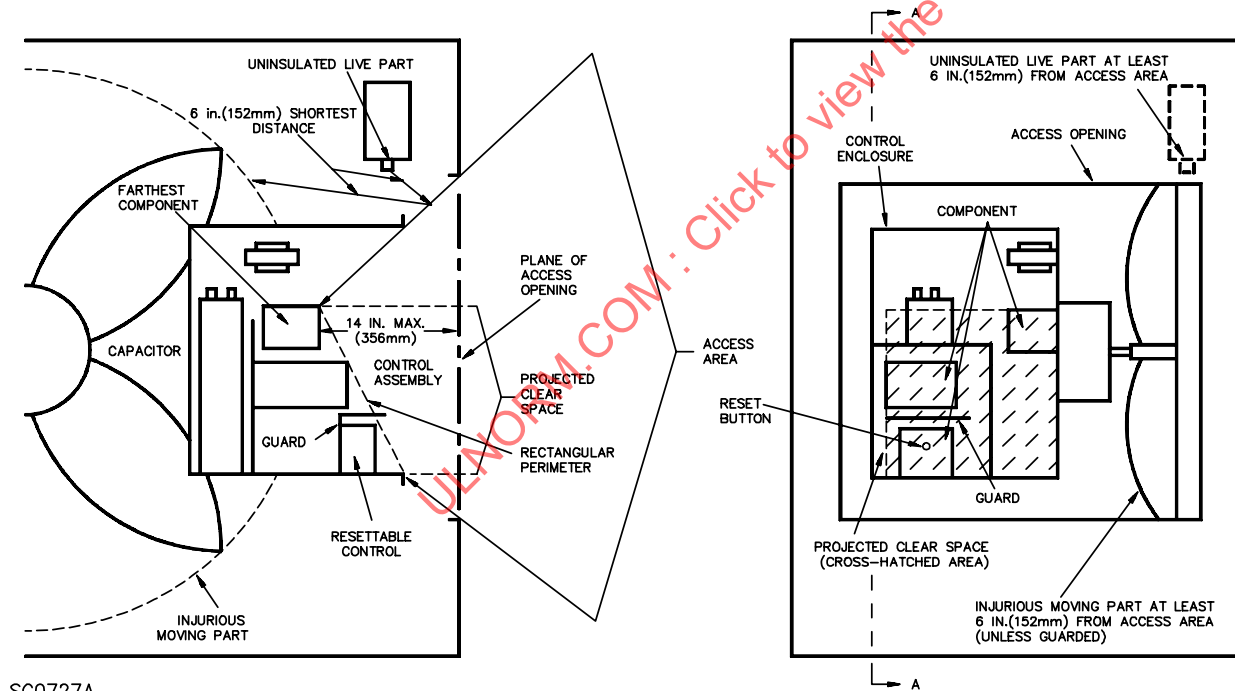 UNINSULATED LIVE PART
6 in.(152mm) SHORTEST
DISTANCE
FARTHEST
COMPONENT
CAPACITOR
14 IN. MAX.
(356mm)
CONTROL
ASSEMBLY
GUARD
RESETTABLE
CONTROL
INJURIOUS
MOVING PART
PLANE OF
ACCESS
OPENING
PROJECTED
CLEAR
SPACE
RECTANGULAR
PERIMETER
ACCESS
AREA
A
UNINSULATED LIVE PART AT LEAST
6 IN.(152mm) FROM ACCESS AREA
CONTROL
ENCLOSURE
ACCESS OPENING
COMPONENT
RESET
BUTTON
GUARD
PROJECTED CLEAR SPACE
(CROSS-HATCHED AREA)
INJURIOUS MOVING PART AT LEAST
6 IN.(152mm) FROM ACCESS AREA
(UNLESS GUARDED)
A
ULNORM.COM : Click to view the